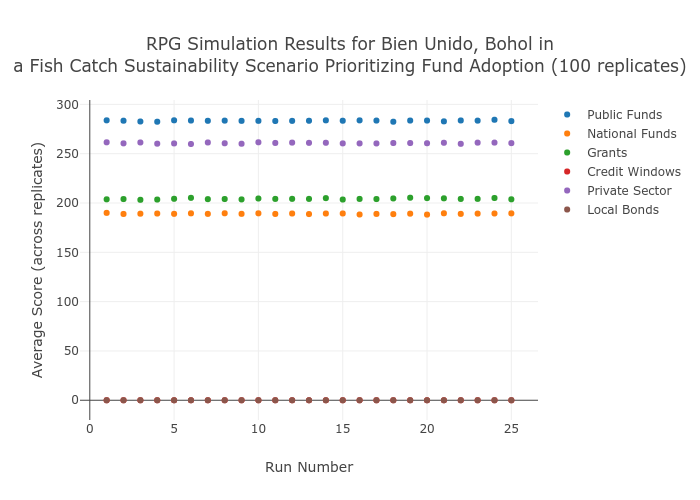 RPG Simulation Results for Bien Unido, Bohol in
a Fish Catch Sustainability Scenario Prioritizing Fund Adoption (100 replicates)
Average Score (across replicates)
300
250
200
150
100
50
0
0
5
10
15
20
25
Run Number
Public Funds
National Funds
Grants
Credit Windows
Private Sector
Local Bonds